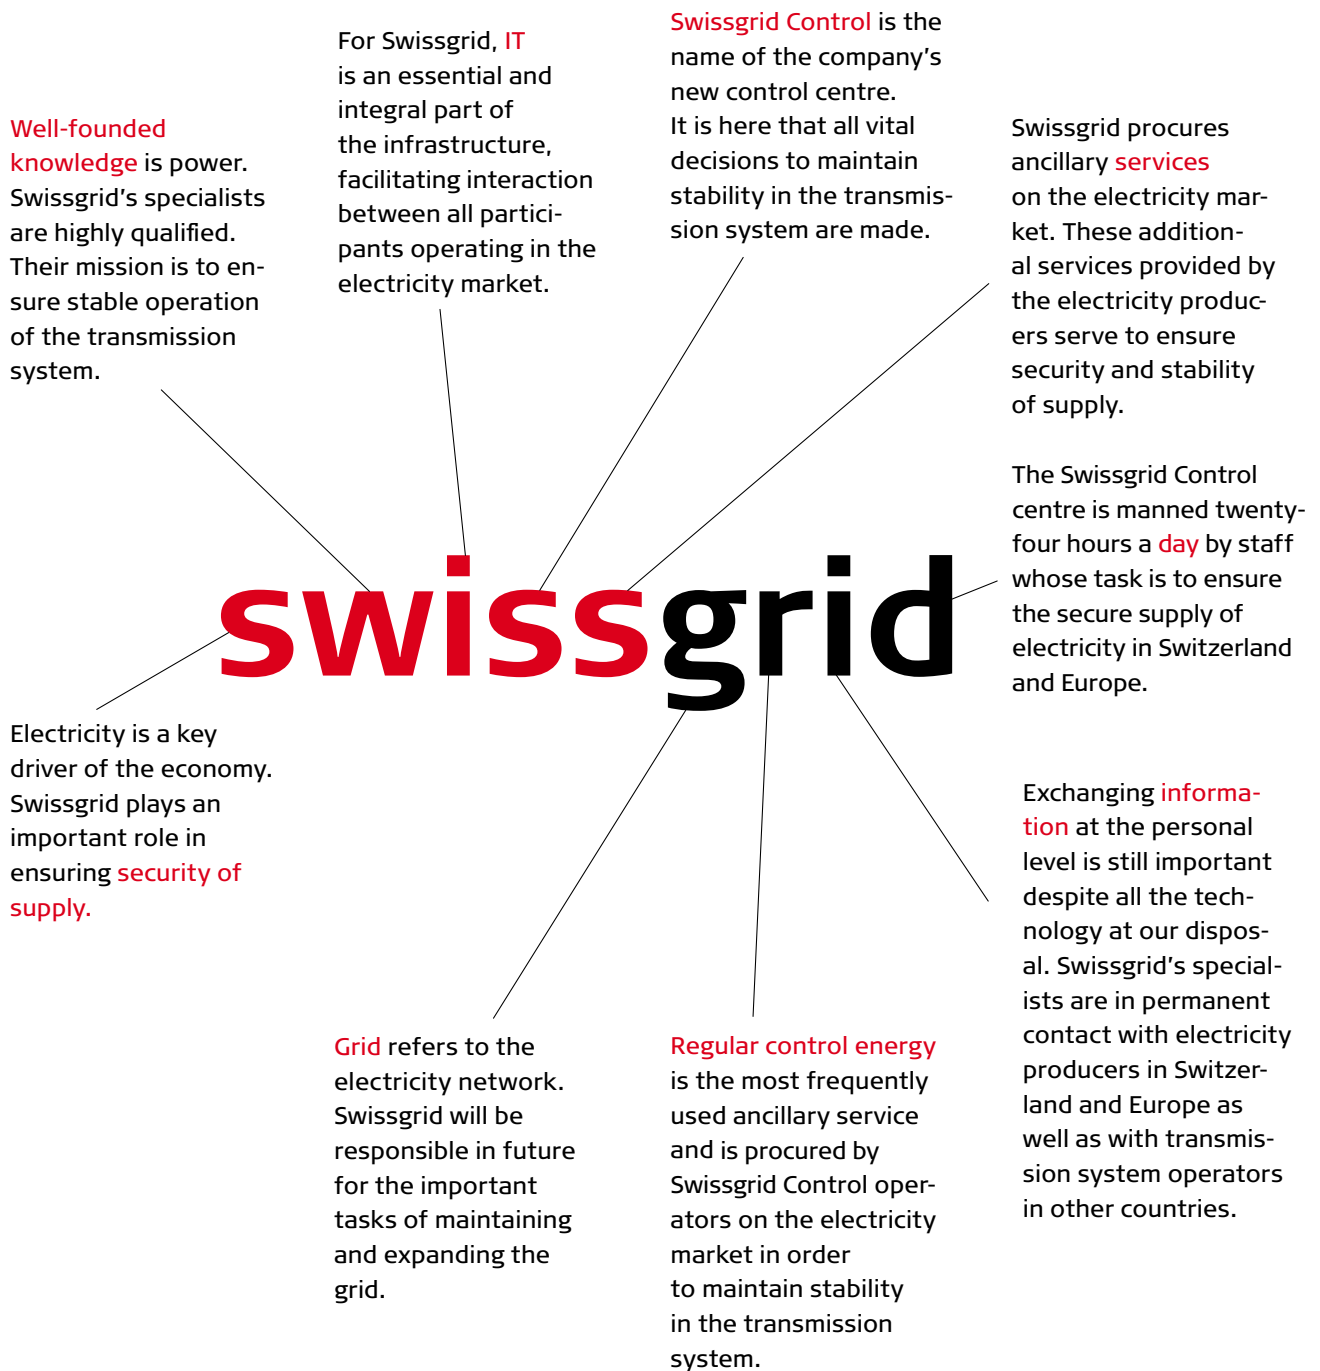 Swissgrid Control is the
name of the company's
new control centre.
It is here that all vital
decisions to maintain
stability in the transmis-
sion system are made.
For Swissgrid, IT
is an essential and
integral part of
the infrastructure,
facilitating interaction
between all partici-
pants operating in the
electricity market.
Well-founded
knowledge is power.
Swissgrid's specialists
are highly qualified.
Their mission is to en-
sure stable operation
of the transmission
system.
Swissgrid procures
ancillary services
on the electricity mar-
ket. These addition-
al services provided by
the electricity produc-
ers serve to ensure
security and stability
of supply.
The Swissgrid Control
centre is manned twenty-
four hours a day by staff
whose task is to ensure
the secure supply of
electricity in Switzerland
and Europe.
swissgrid
Electricity is a key
driver of the economy.
Swissgrid plays an
important role in
ensuring security of
supply.
Exchanging informa-
tion at the personal
level is still important
despite all the tech-
nology at our dispos-
al. Swissgrid's special-
ists are in permanent
contact with electricity
producers in Switzer-
land and Europe as
well as with transmis-
sion system operators
in other countries.
Grid refers to the
electricity network.
Swissgrid will be
responsible in future
for the important
tasks of maintaining
and expanding the
grid.
Regular control energy
is the most frequently
used ancillary service
and is procured by
Swissgrid Control oper-
ators on the electricity
market in order
to maintain stability
in the transmission
system.